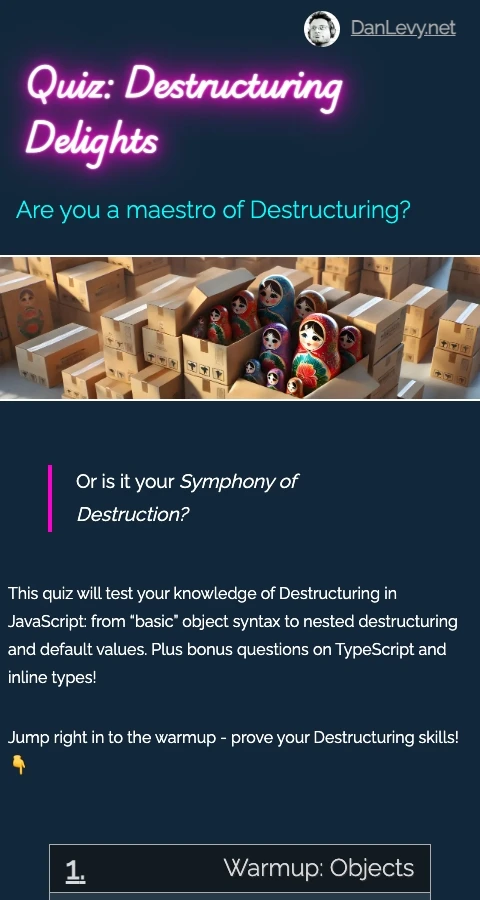 DanLevy.net
Quiz: Destructuring
Delights
Are you a maestro of Destructuring?
Or is it your Symphony of
Destruction?
This quiz will test your knowledge of Destructuring in
JavaScript: from “basic” object syntax to nested destructuring
and default values. Plus bonus questions on TypeScript and
inline types!
Jump right in to the warmup - prove your Destructuring skills!
👇
1. Warmup: Objects